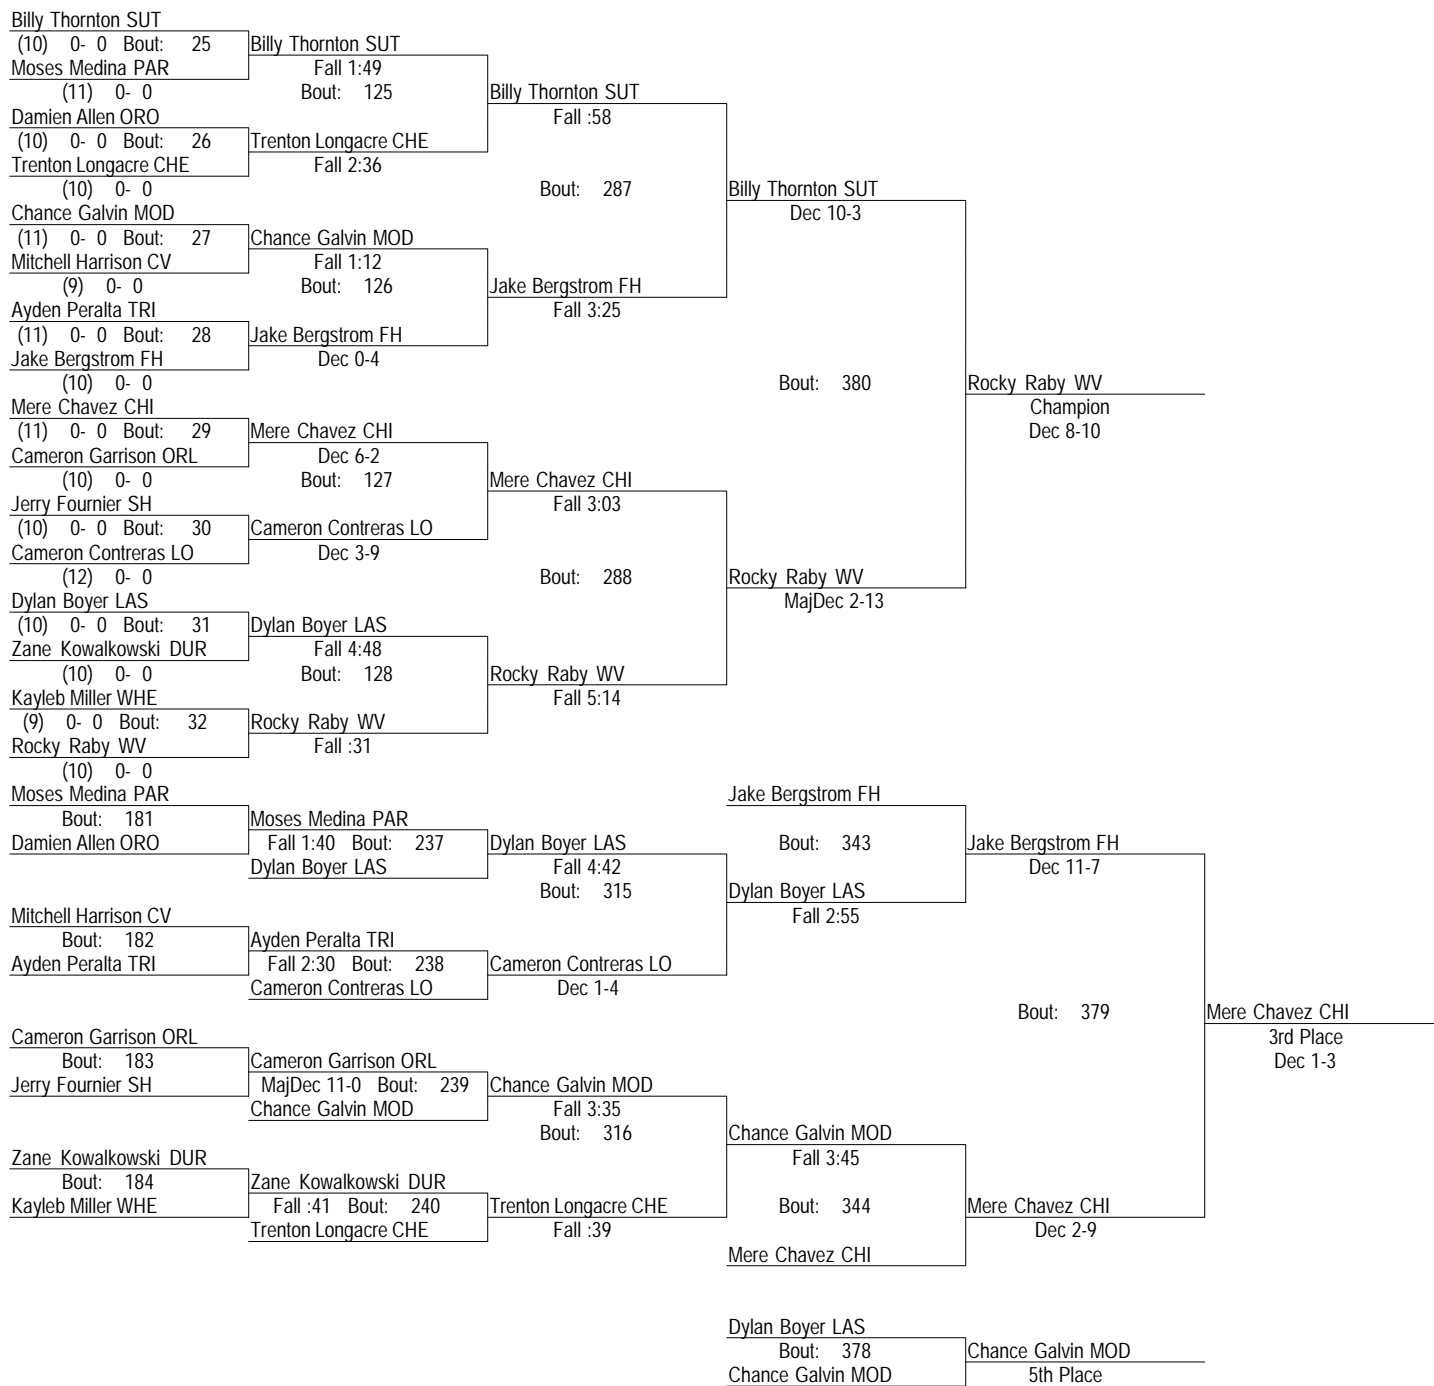 Billy Thornton SUT
(10) 0- 0 Bout: 25 Billy Thornton SUT
Moses Medina PAR Fall 1:49
(11) 0- 0 Bout: 125 Billy Thornton SUT
Damien Allen ORO Fall :58
(10) 0- 0 Bout: 26 Trenton Longacre CHE
Trenton Longacre CHE Fall 2:36
(10) 0- 0 Bout: 287 Billy Thornton SUT
Chance Galvin MOD Dec 10-3
(11) 0- 0 Bout: 27 Chance Galvin MOD
Mitchell Harrison CV Fall 1:12
(9) 0- 0 Bout: 126 Jake Bergstrom FH
Ayden Peralta TRI Fall 3:25
(11) 0- 0 Bout: 28 Jake Bergstrom FH
Jake Bergstrom FH Dec 0-4
(10) 0- 0 Bout: 380 Rocky Raby WV
Mere Chavez CHI Champion
(11) 0- 0 Bout: 29 Mere Chavez CHI Dec 8-10
Cameron Garrison ORL Dec 6-2
(10) 0- 0 Bout: 127 Mere Chavez CHI
Jerry Fournier SH Fall 3:03
(10) 0- 0 Bout: 30 Cameron Contreras LO
Cameron Contreras LO Dec 3-9
(12) 0- 0 Bout: 288 Rocky Raby WV
Dylan Boyer LAS MajDec 2-13
(10) 0- 0 Bout: 31 Dylan Boyer LAS
Zane Kowalkowski DUR Fall 4:48
(10) 0- 0 Bout: 128 Rocky Raby WV
Kayleb Miller WHE Fall 5:14
(9) 0- 0 Bout: 32 Rocky Raby WV
Rocky Raby WV Fall :31
(10) 0- 0
Moses Medina PAR Jake Bergstrom FH
Bout: 181 Moses Medina PAR
Damien Allen ORO Fall 1:40 Bout: 237 Dylan Boyer LAS Bout: 343 Jake Bergstrom FH
Dylan Boyer LAS Fall 4:42 Dec 11-7
Bout: 315 Dylan Boyer LAS
Mitchell Harrison CV Fall 2:55
Bout: 182 Ayden Peralta TRI
Ayden Peralta TRI Fall 2:30 Bout: 238 Cameron Contreras LO
Cameron Contreras LO Dec 1-4
Bout: 379 Mere Chavez CHI
Cameron Garrison ORL 3rd Place
Bout: 183 Cameron Garrison ORL Dec 1-3
Jerry Fournier SH MajDec 11-0 Bout: 239 Chance Galvin MOD
Chance Galvin MOD Fall 3:35
Bout: 316 Chance Galvin MOD
Zane Kowalkowski DUR Fall 3:45
Bout: 184 Zane Kowalkowski DUR
Kayleb Miller WHE Fall :41 Bout: 240 Trenton Longacre CHE Bout: 344 Mere Chavez CHI
Trenton Longacre CHE Fall :39 Dec 2-9
Mere Chavez CHI
Dylan Boyer LAS
Bout: 378 Chance Galvin MOD
Chance Galvin MOD 5th Place